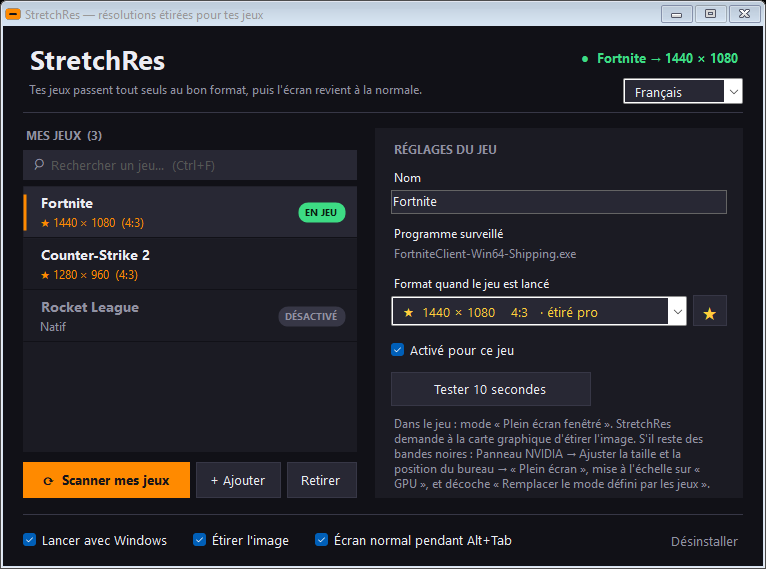 StretchRes — résolutions étirées pour tes jeux
StretchRes
● Fortnite → 1440 × 1080
Tes jeux passent tout seuls au bon format, puis l'écran revient à la normale.
Français
MES JEUX (3)
Rechercher un jeu... (Ctrl+F)
Fortnite
★ 1440 × 1080 (4:3)
EN JEU
Counter-Strike 2
★ 1280 × 960 (4:3)
Rocket League
Natif
DÉSACTIVÉ
⟳ Scanner mes jeux
+ Ajouter
Retirer
RÉGLAGES DU JEU
Nom
Fortnite
Programme surveillé
FortniteClient-Win64-Shipping.exe
Format quand le jeu est lancé
★ 1440 × 1080 4:3 · étiré pro
★
Activé pour ce jeu
Tester 10 secondes
Dans le jeu : mode « Plein écran fenêtré ». StretchRes
demande à la carte graphique d'étirer l'image. S'il reste des
bandes noires : Panneau NVIDIA → Ajuster la taille et la
position du bureau → « Plein écran », mise à l'échelle sur «
GPU », et décoche « Remplacer le mode défini par les jeux ».
Lancer avec Windows
Étirer l'image
Écran normal pendant Alt+Tab
Désinstaller